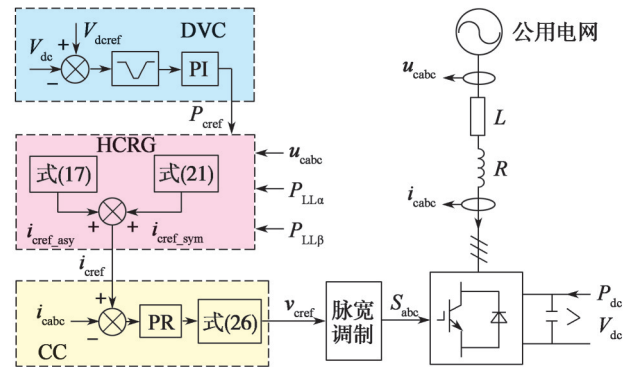 DVC
V_dcref
V_dc
+
−
PI
P_cref
HCRG
式(17)
式(21)
+
+
i_cref_asy
i_cref_sym
u_cabc
P_LLα
P_LLβ
i_cref
+
i_cabc
−
PR
式(26)
CC
v_cref
脉宽
调制
S_abc
公用电网
u_cabc
L
R
i_cabc
P_dc
V_dc